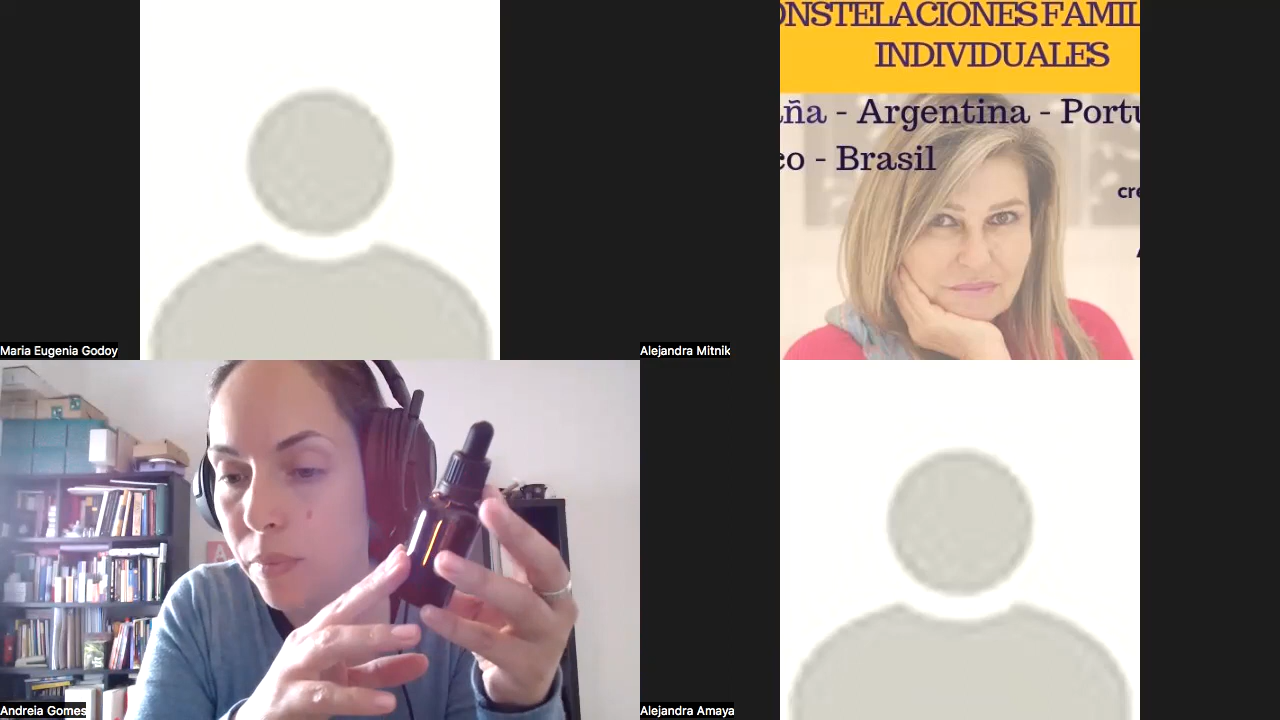 ONSTELACIONES FAMIL
INDIVIDUALES
ña - Argentina - Portu
co - Brasil
cre
Maria Eugenia Godoy
Alejandra Mitnik
Andreia Gomes
Alejandra Amaya